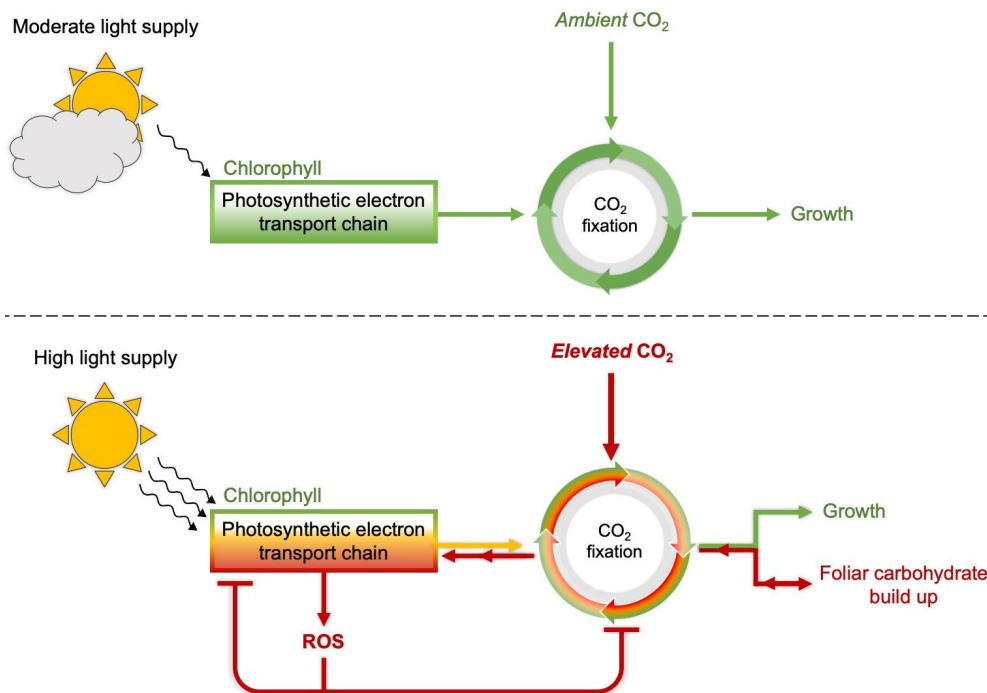 Moderate light supply
Ambient CO₂
Chlorophyll
Photosynthetic electron
transport chain
CO₂
fixation
Growth
High light supply
Elevated CO₂
Chlorophyll
Photosynthetic electron
transport chain
CO₂
fixation
Growth
Foliar carbohydrate
build up
ROS